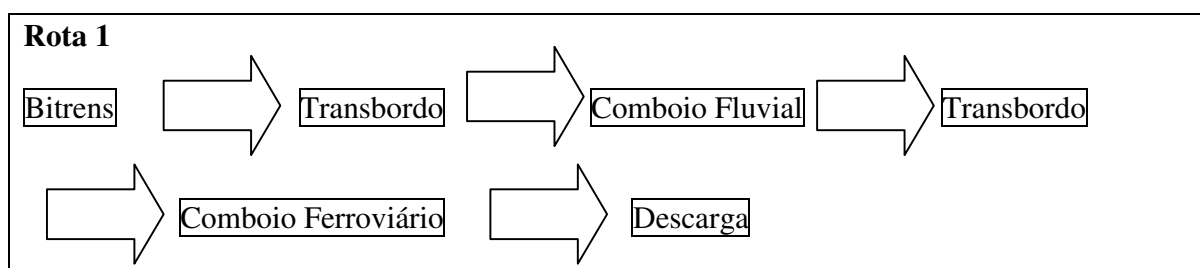 Rota 1
Bitrens Transbordo Comboio Fluvial Transbordo
Comboio Ferroviário Descarga